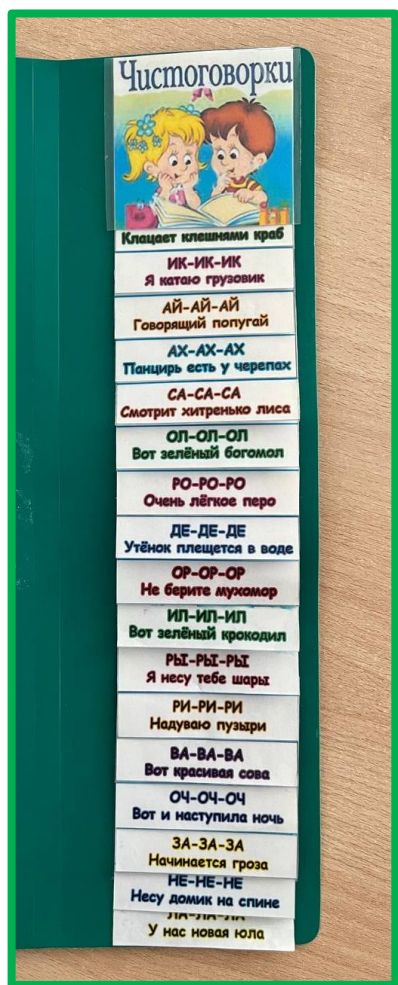 Чистоговорки
Клацает клешнями краб
ИК-ИК-ИК
Я катаю грузовик
АЙ-АЙ-АЙ
Говорящий попугай
АХ-АХ-АХ
Панцирь есть у черепах
СА-СА-СА
Смотрит хитренько лиса
ОЛ-ОЛ-ОЛ
Вот зелёный богомол
РО-РО-РО
Очень лёгкое перо
ДЕ-ДЕ-ДЕ
Утёнок плещется в воде
ОР-ОР-ОР
Не берите мухомор
ИЛ-ИЛ-ИЛ
Вот зелёный крокодил
РЫ-РЫ-РЫ
Я несу тебе шары
РИ-РИ-РИ
Надуваю пузыри
ВА-ВА-ВА
Вот красивая сова
ОЧ-ОЧ-ОЧ
Вот и наступила ночь
ЗА-ЗА-ЗА
Начинается гроза
НЕ-НЕ-НЕ
Несу домик на спине
ЛА-ЛА-ЛА
У нас новая юла